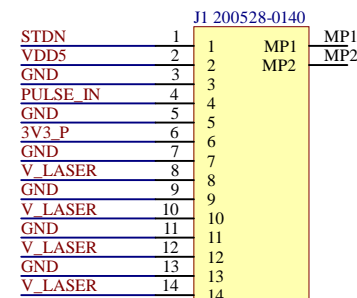 J1 200528-0140
STDN 1 1 MP1 MP1
VDD5 2 2 MP2 MP2
GND 3 3
PULSE_IN 4 4
GND 5 5
3V3_P 6 6
GND 7 7
V_LASER 8 8
GND 9 9
V_LASER 10 10
GND 11 11
V_LASER 12 12
GND 13 13
V_LASER 14 14